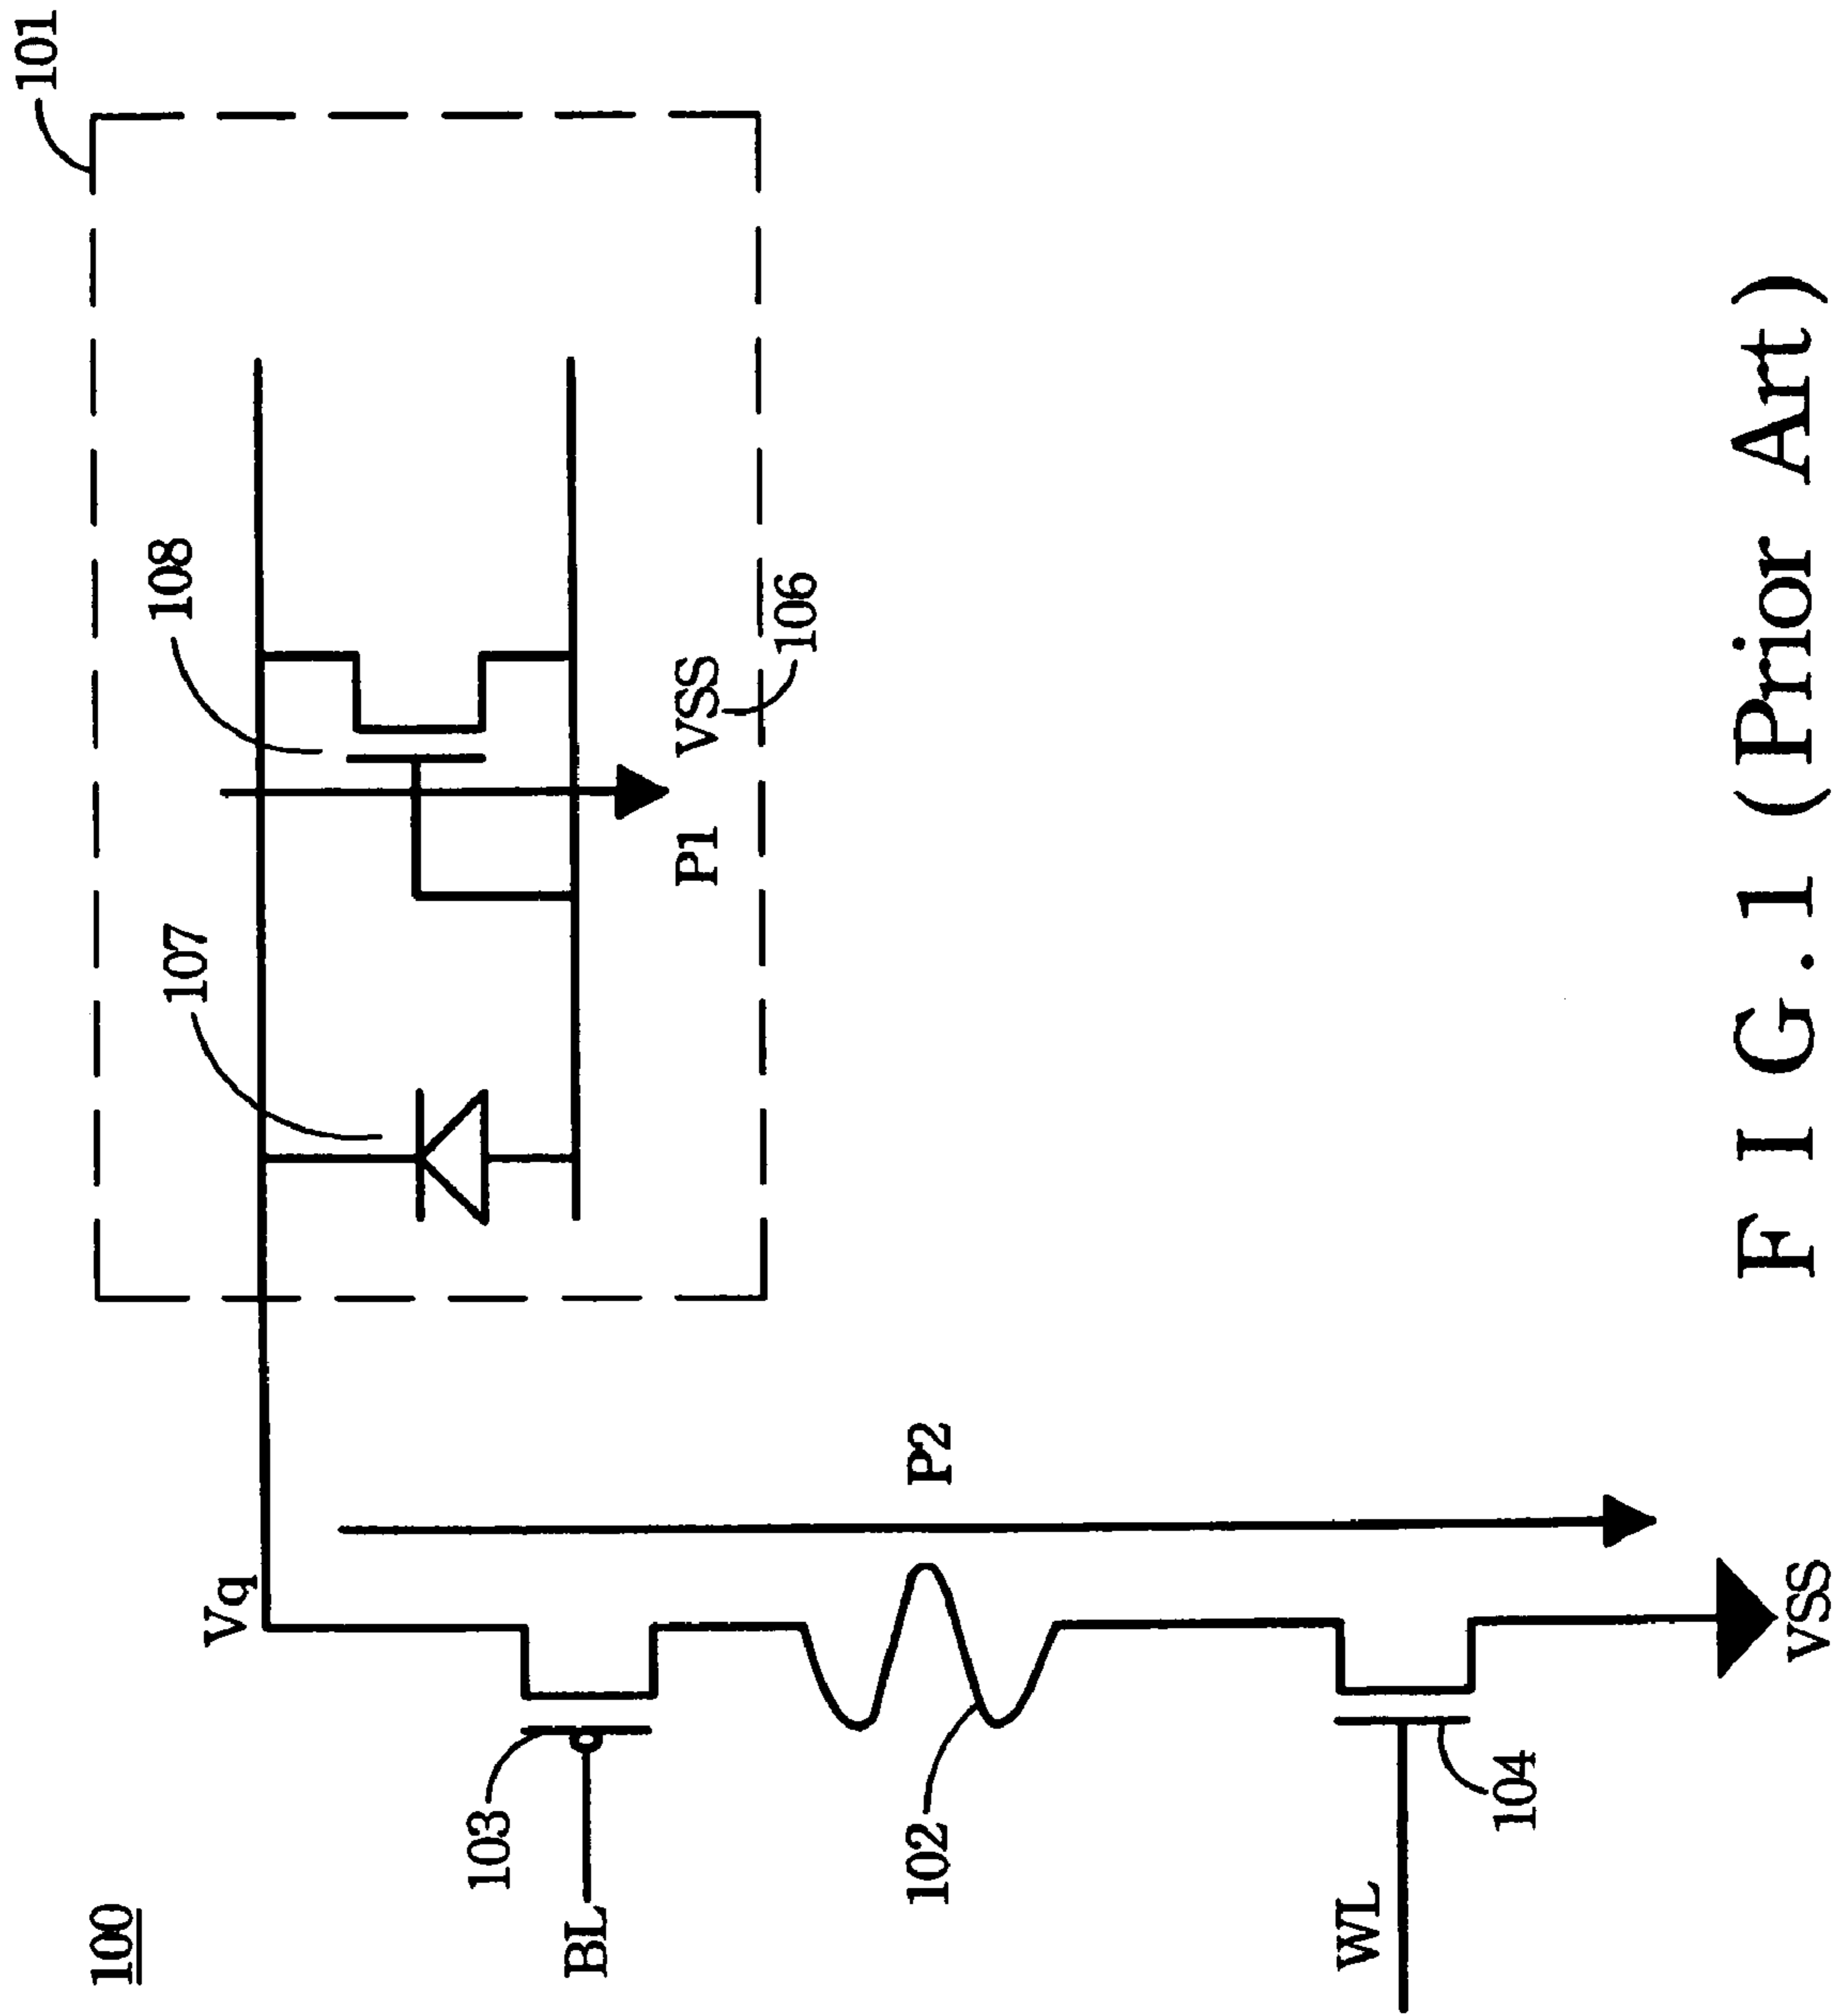 100
101
Vq
107
108
103
BL
P1
VSS
106
P2
102
WL
104
VSS
FIG. 1 (Prior Art)